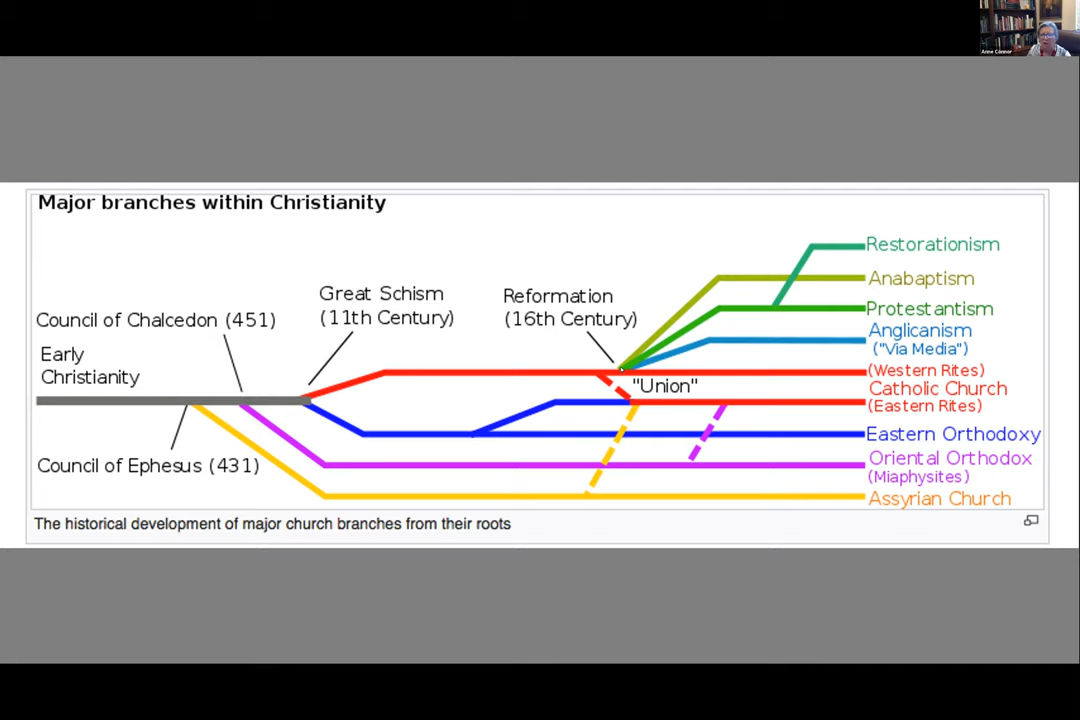 Anne Connor
Major branches within Christianity
Restorationism
Anabaptism
Great Schism
(11th Century)
Reformation
(16th Century)
Protestantism
Council of Chalcedon (451)
Anglicanism
("Via Media")
Early
Christianity
(Western Rites)
"Union"
Catholic Church
(Eastern Rites)
Eastern Orthodoxy
Council of Ephesus (431)
Oriental Orthodox
(Miaphysites)
Assyrian Church
The historical development of major church branches from their roots